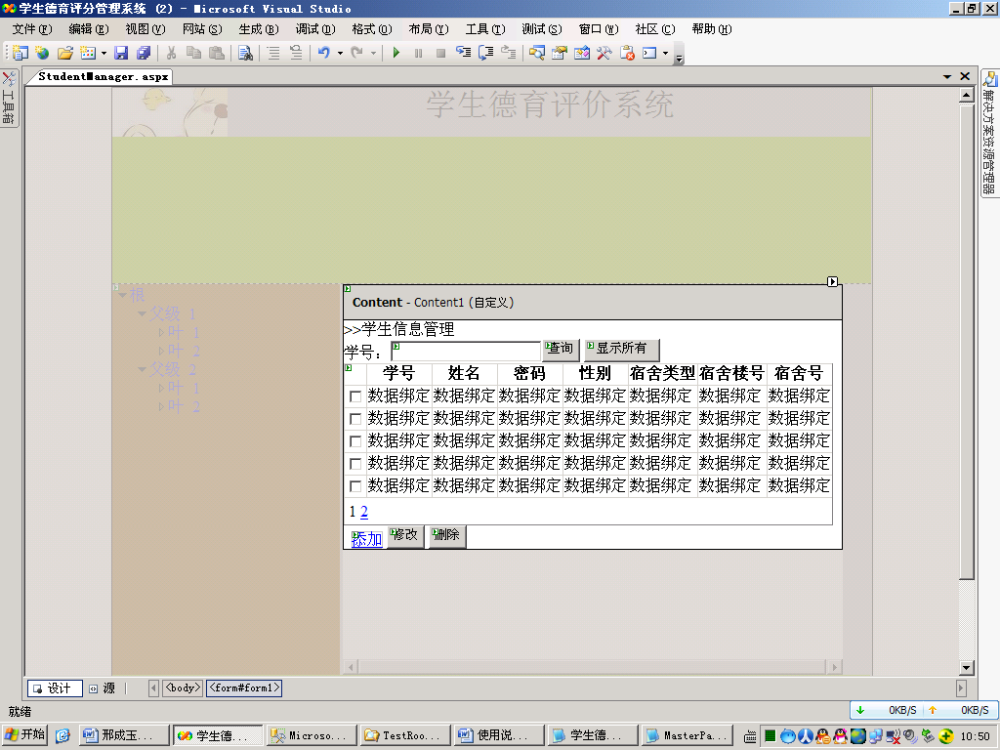 学生德育评分管理系统 (2) - Microsoft Visual Studio
文件(F) 编辑(E) 视图(V) 网站(S) 生成(B) 调试(D) 格式(O) 布局(Y) 工具(T) 测试(S) 窗口(W) 社区(C) 帮助(H)
StudentManager.aspx
工具箱
解决方案资源管理器
学生德育评价系统
根
父级 1
叶 1
叶 2
父级 2
叶 1
叶 2
Content - Content1 (自定义)
>>学生信息管理
学号: 查询 显示所有
学号 姓名 密码 性别 宿舍类型 宿舍楼号 宿舍号
数据绑定 数据绑定 数据绑定 数据绑定 数据绑定 数据绑定 数据绑定
数据绑定 数据绑定 数据绑定 数据绑定 数据绑定 数据绑定 数据绑定
数据绑定 数据绑定 数据绑定 数据绑定 数据绑定 数据绑定 数据绑定
数据绑定 数据绑定 数据绑定 数据绑定 数据绑定 数据绑定 数据绑定
数据绑定 数据绑定 数据绑定 数据绑定 数据绑定 数据绑定 数据绑定
1 2
添加 修改 删除
设计 源 <body> <form#form1>
就绪
0KB/S 0KB/S
开始 邢成玉... 学生德... Microso... TestRoo... 使用说... 学生德... MasterPa... 10:50